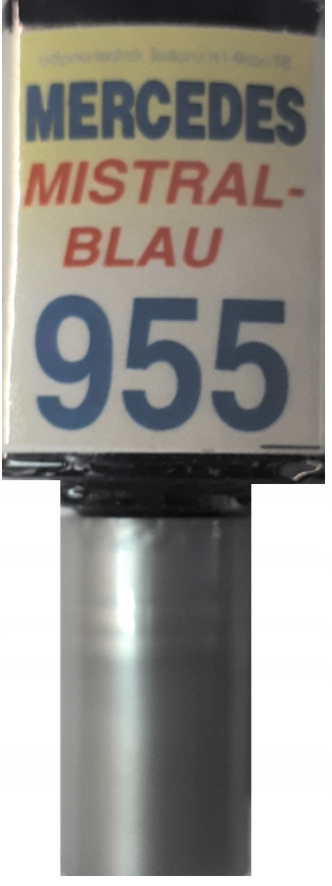 MERCEDES
MISTRAL-
BLAU
955